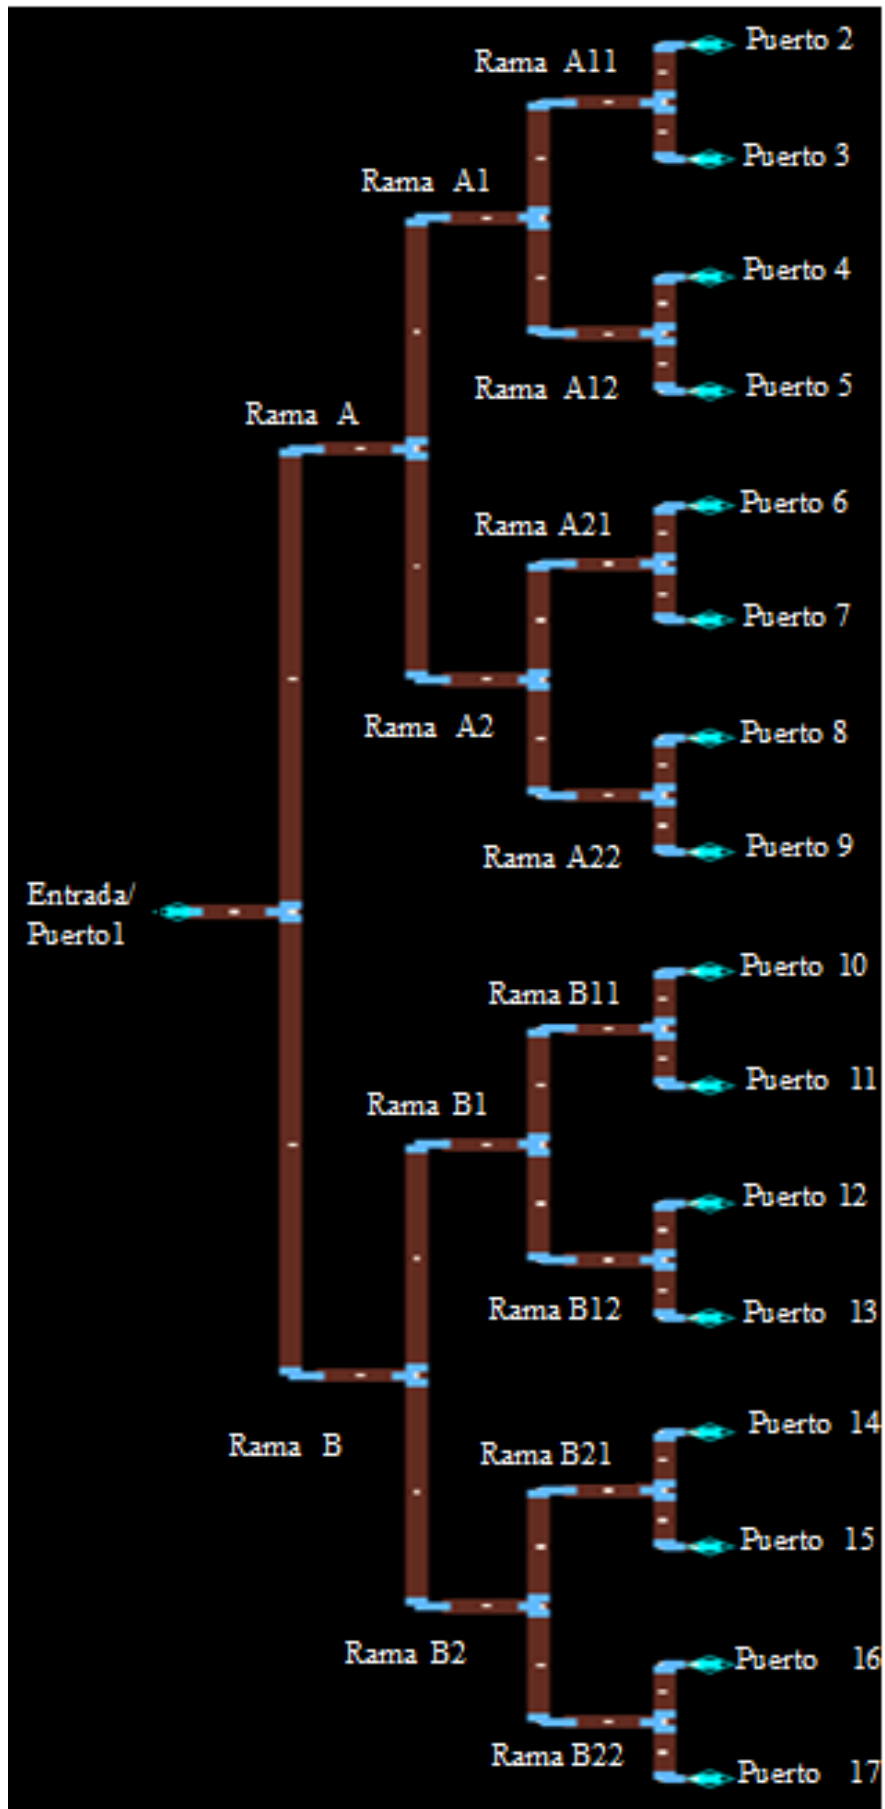 Puerto 2
Rama A11
Puerto 3
Rama A1
Puerto 4
Rama A12
Puerto 5
Rama A
Puerto 6
Rama A21
Puerto 7
Rama A2
Puerto 8
Puerto 9
Rama A22
Entrada/
Puerto1
Puerto 10
Rama B11
Puerto 11
Rama B1
Puerto 12
Rama B12
Puerto 13
Puerto 14
Rama B
Rama B21
Puerto 15
Rama B2
Puerto 16
Rama B22
Puerto 17